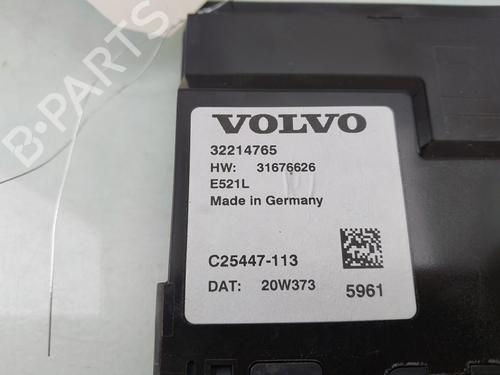 B-PARTS
VOLVO
32214765
HW: 31676626
E521L
Made in Germany
C25447-113
DAT: 20W373
5961